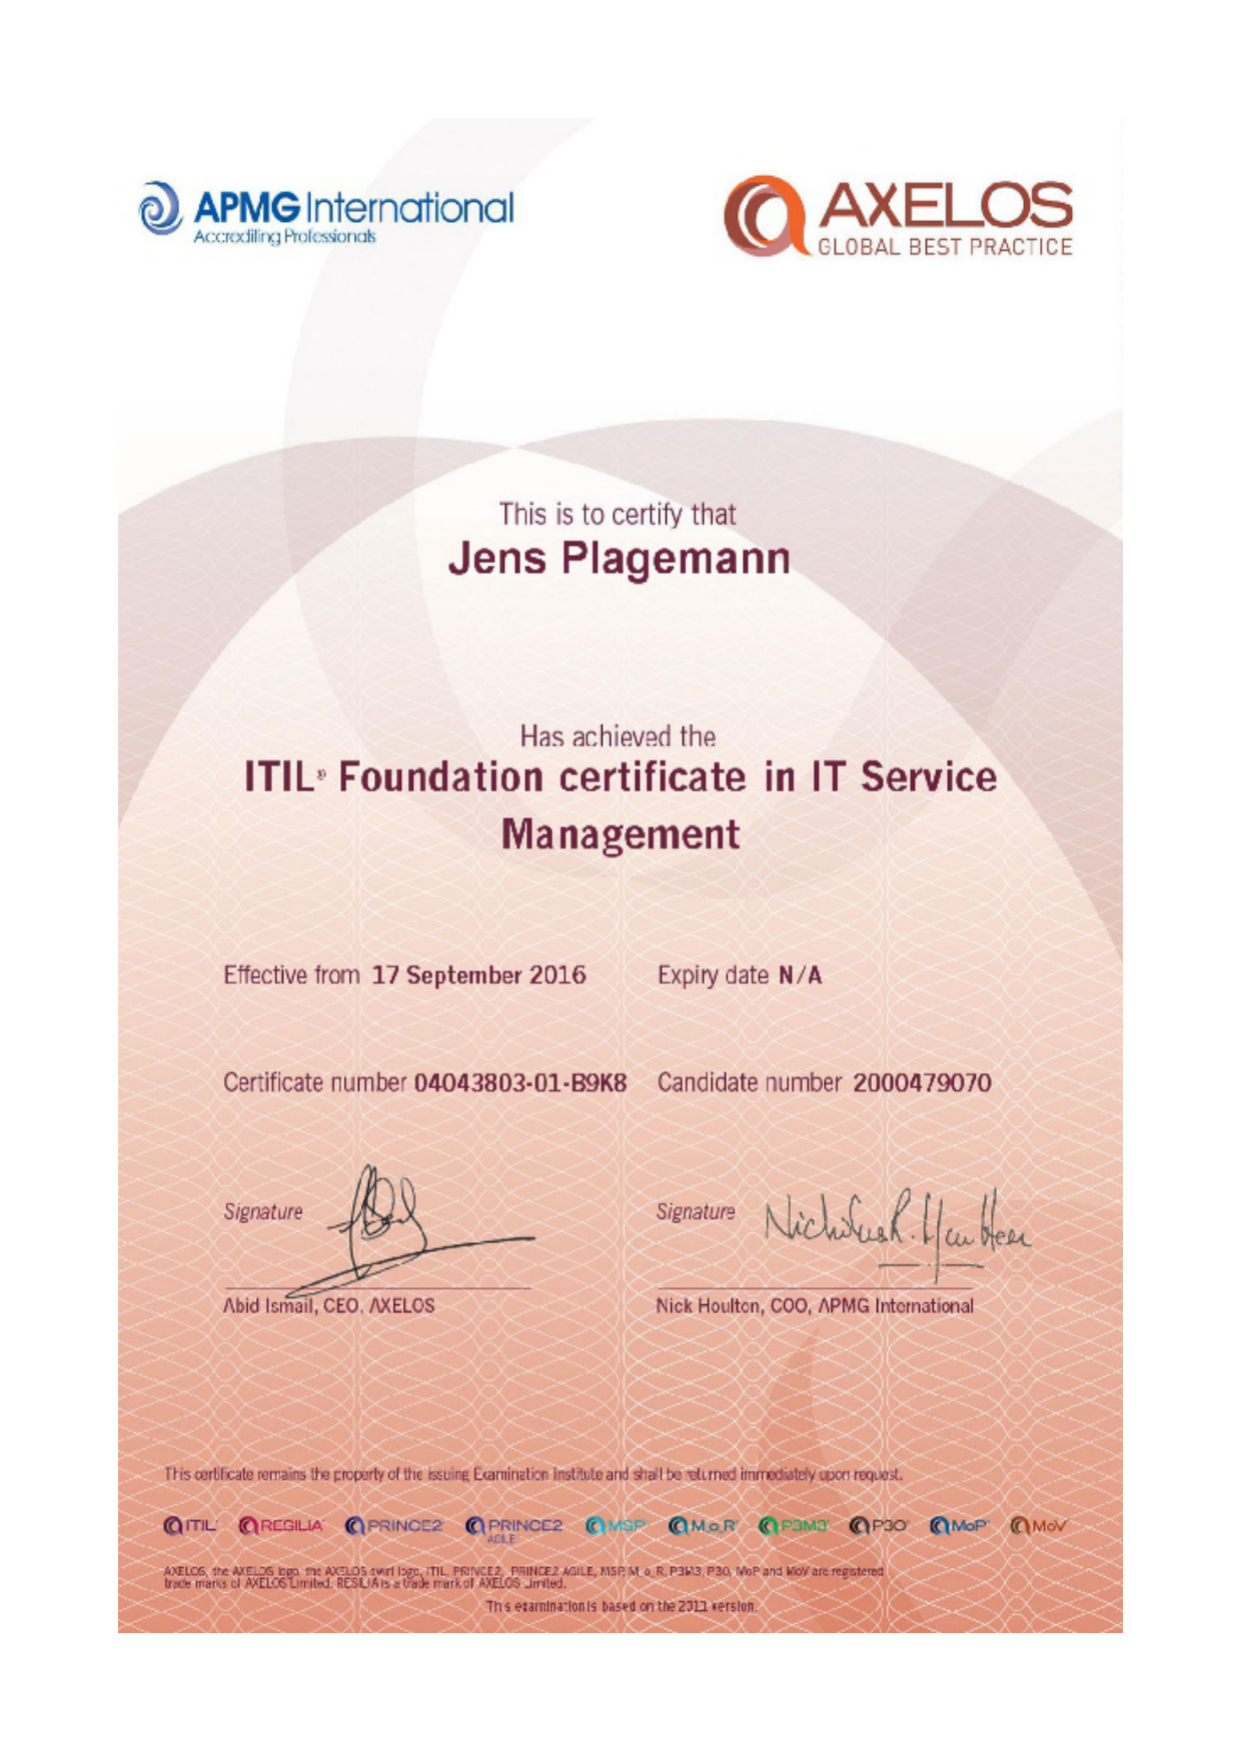 APMG International
Accrediting Professionals
AXELOS
GLOBAL BEST PRACTICE
This is to certify that
Jens Plagemann
Has achieved the
ITIL® Foundation certificate in IT Service
Management
Effective from 17 September 2016
Expiry date N/A
Certificate number 04043803-01-B9K8
Candidate number 2000479070
Signature
Signature
Abid Ismail, CEO, AXELOS
Nick Houlton, COO, APMG International
This certificate remains the property of the issuing Examination Institute and shall be returned immediately upon request.
ITIL RESILIA PRINCE2 PRINCE2 AGILE MSP M_o_R P3M3 P3O MoP MoV
AXELOS, the AXELOS logo, the AXELOS swirl logo, ITIL, PRINCE2, PRINCE2 AGILE, MSP, M_o_R, P3M3, P3O, MoP and MoV are registered
trade marks of AXELOS Limited. RESILIA is a trade mark of AXELOS Limited.
This examination is based on the 2011 version.